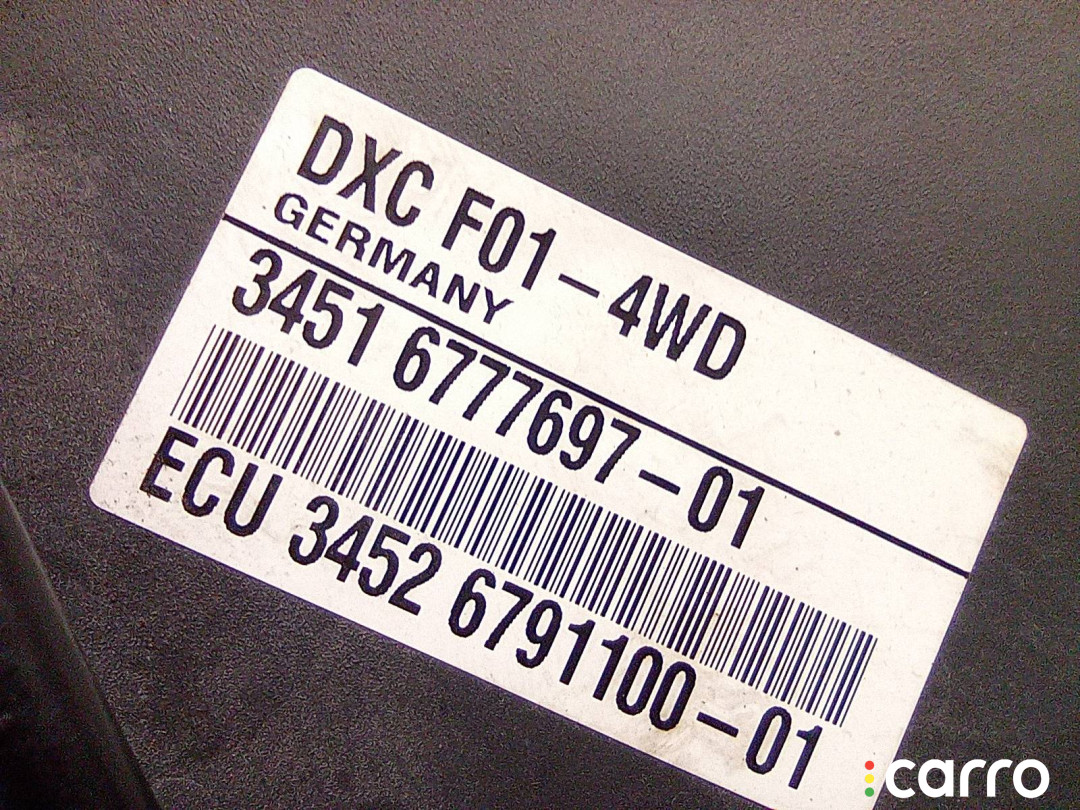 DXC F01-4WD
GERMANY
3451 6777697-01
ECU 3452 6791100-01
carro